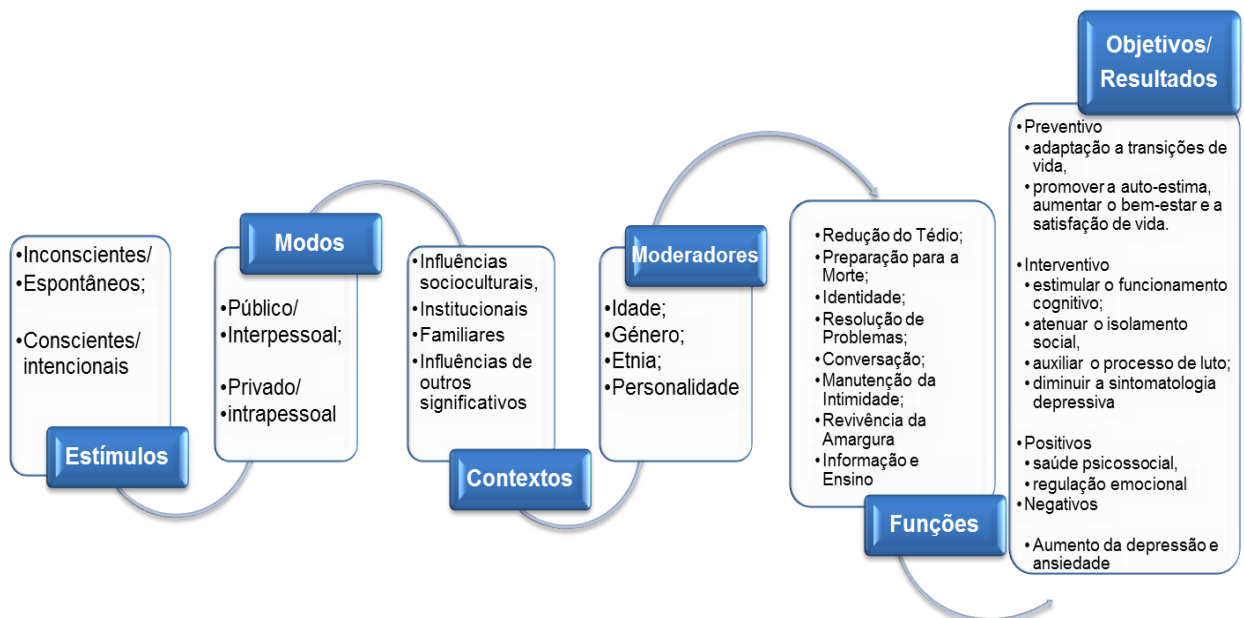 Inconscientes/
•Espontâneos;
•Conscientes/
intencionais
Estímulos
Modos
•Público/
•Interpessoal;
•Privado/
•intrapessoal
•Influências
socioculturais,
•Institucionais
•Familiares
•Influências de
outros
significativos
Contextos
Moderadores
•Idade;
•Género;
•Etnia;
•Personalidade
•Redução do Tédio;
•Preparação para a
Morte;
•Identidade;
•Resolução de
Problemas;
•Conversação;
•Manutenção da
Intimidade;
•Revivência da
Amargura
•Informação e
Ensino
Funções
Objetivos/
Resultados
•Preventivo
•adaptação a transições de
vida,
•promover a auto-estima,
aumentar o bem-estar e a
satisfação de vida.
•Interventivo
•estimular o funcionamento
cognitivo;
•atenuar o isolamento
social,
•auxiliar o processo de luto;
•diminuir a sintomatologia
depressiva
•Positivos
•saúde psicossocial,
•regulação emocional
•Negativos
•Aumento da depressão e
ansiedade